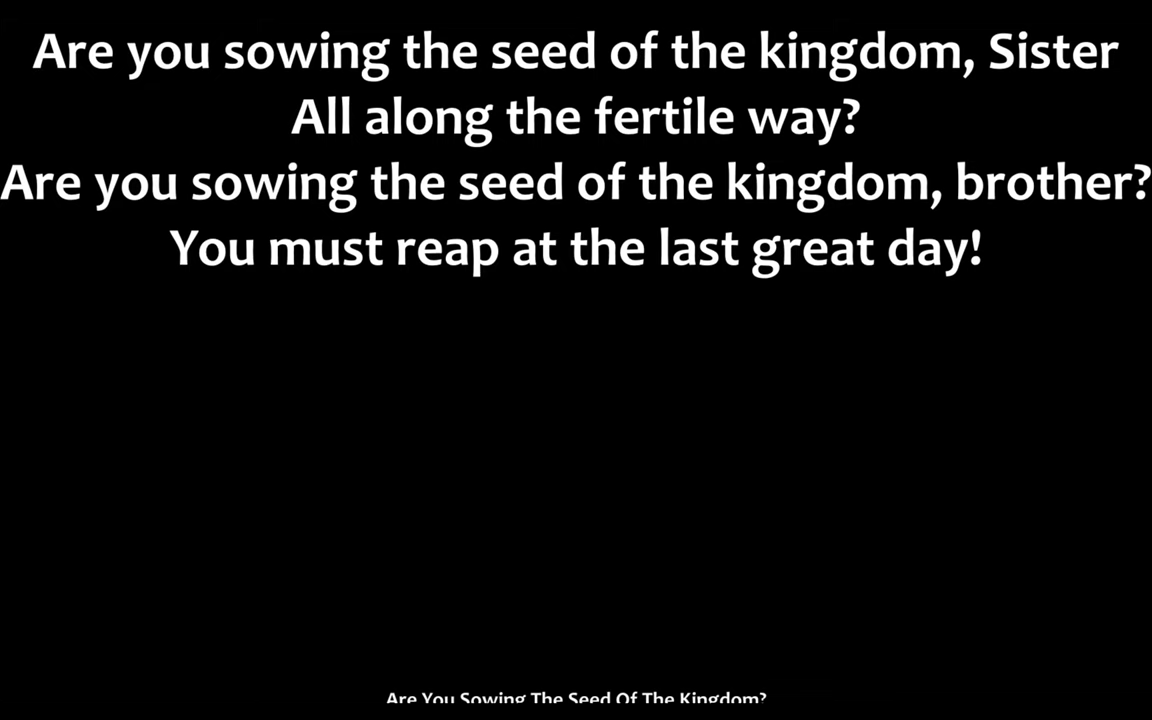 Are you sowing the seed of the kingdom, Sister
All along the fertile way?
Are you sowing the seed of the kingdom, brother?
You must reap at the last great day!
Are You Sowing The Seed Of The Kingdom?